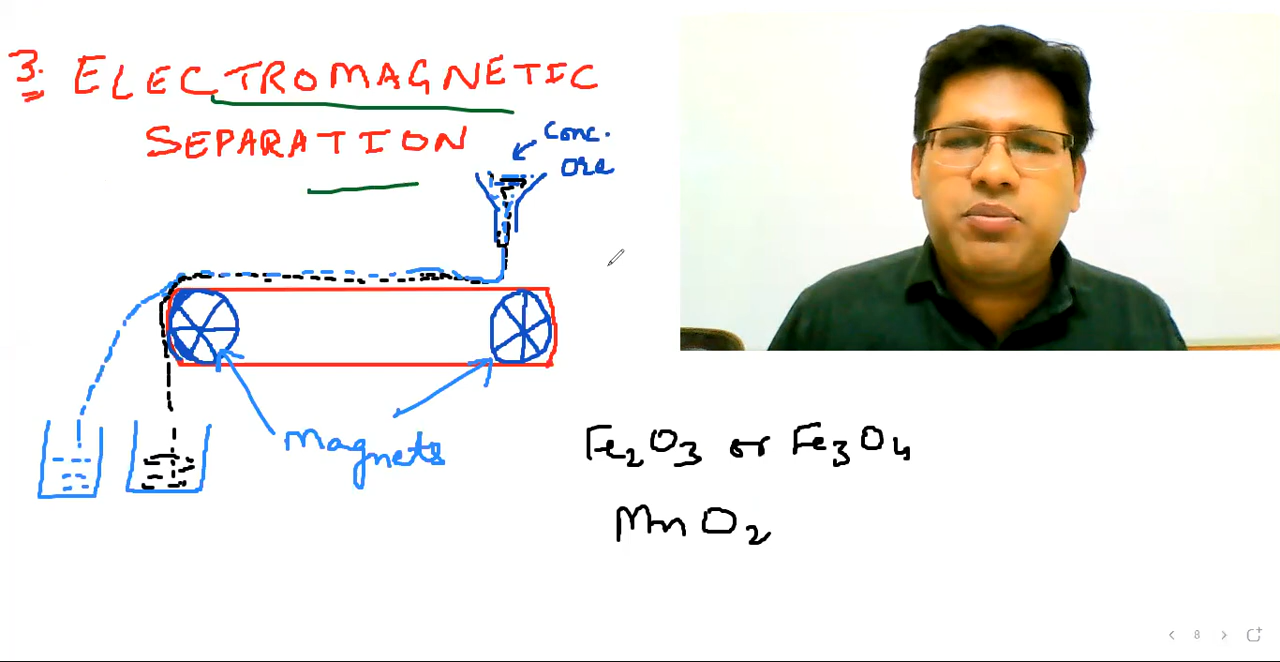 3. ELECTROMAGNETIC
SEPARATION
Conc.
Ore
Magnets
Fe2O3 or Fe3O4
MnO2
8